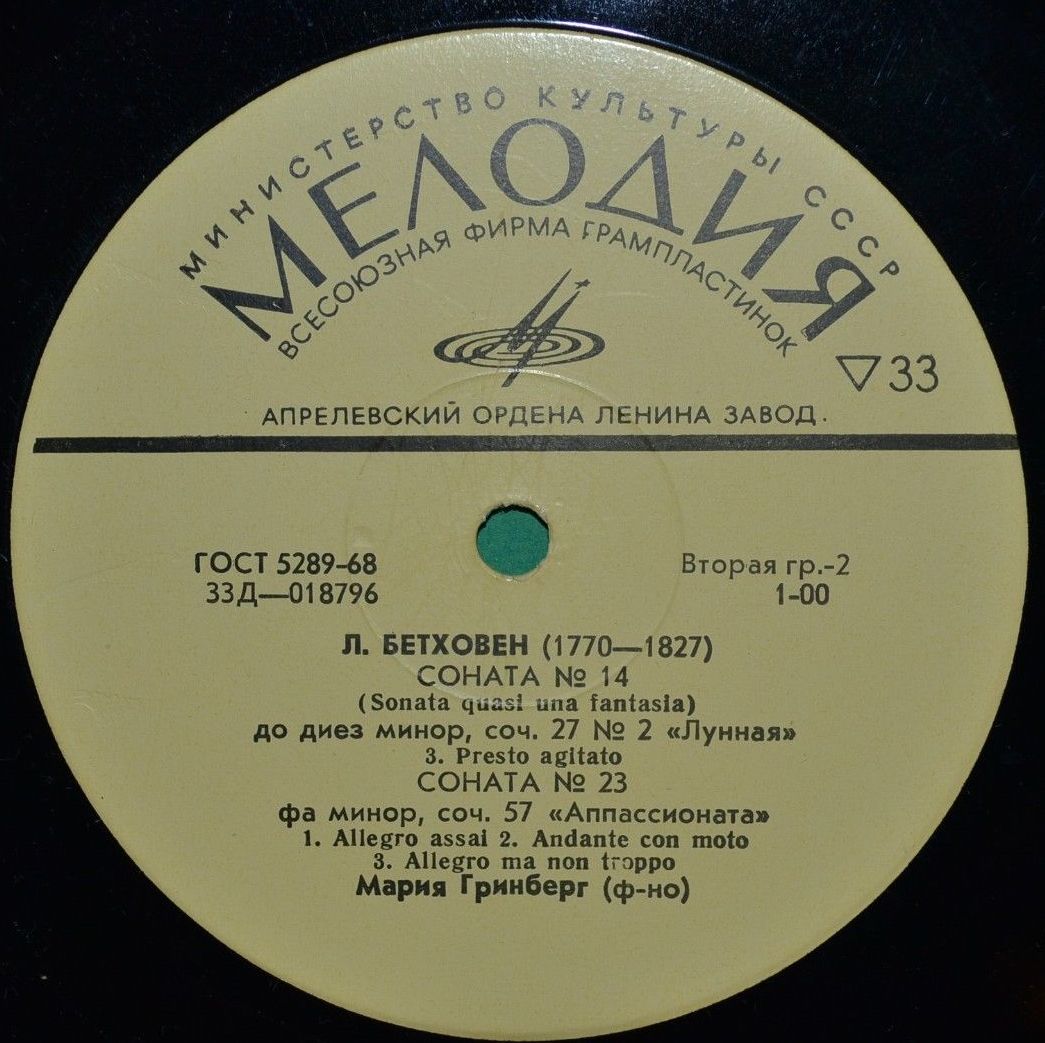 МИНИСТЕРСТВО КУЛЬТУРЫ СССР
МЕЛОДИЯ
ВСЕСОЮЗНАЯ ФИРМА ГРАМПЛАСТИНОК
▽33
АПРЕЛЕВСКИЙ ОРДЕНА ЛЕНИНА ЗАВОД.
ГОСТ 5289-68
Вторая гр.-2
33Д—018796
1-00
Л. БЕТХОВЕН (1770—1827)
СОНАТА № 14
(Sonata quasi una fantasia)
до диез минор, соч. 27 № 2 «Лунная»
3. Presto agitato
СОНАТА № 23
фа минор, соч. 57 «Аппассионата»
1. Allegro assai 2. Andante con moto
3. Allegro ma non troppo
Мария Гринберг (ф-но)